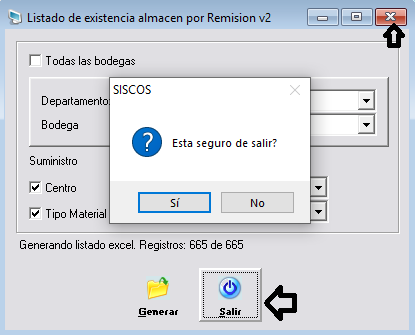 Listado de existencia almacen por Remision v2
Todas las bodegas
SISCOS
Departamento
Bodega
Esta seguro de salir?
Suministro
Centro
Sí
No
Tipo Material
Generando listado excel. Registros: 665 de 665
Generar
Salir